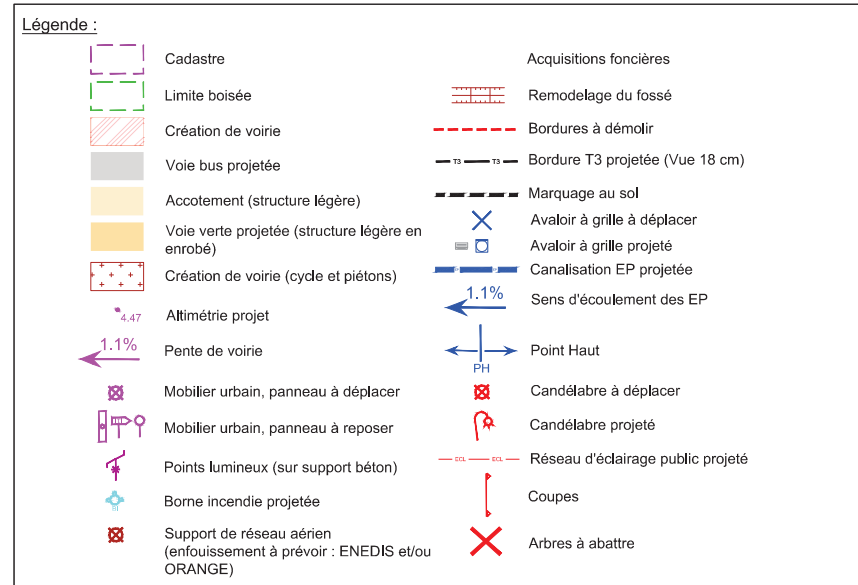 Légende :
Cadastre
Limite boisée
Création de voirie
Voie bus projetée
Accotement (structure légère)
Voie verte projetée (structure légère en
enrobé)
Création de voirie (cycle et piétons)
4.47
Altimétrie projet
1.1%
Pente de voirie
Mobilier urbain, panneau à déplacer
Mobilier urbain, panneau à reposer
Points lumineux (sur support béton)
BI
Borne incendie projetée
Support de réseau aérien
(enfouissement à prévoir : ENEDIS et/ou
ORANGE)
Acquisitions foncières
Remodelage du fossé
Bordures à démolir
T3 T3
Bordure T3 projetée (Vue 18 cm)
Marquage au sol
Avaloir à grille à déplacer
Avaloir à grille projeté
Canalisation EP projetée
1.1%
Sens d'écoulement des EP
PH
Point Haut
Candélabre à déplacer
Candélabre projeté
ECL ECL
Réseau d'éclairage public projeté
Coupes
Arbres à abattre